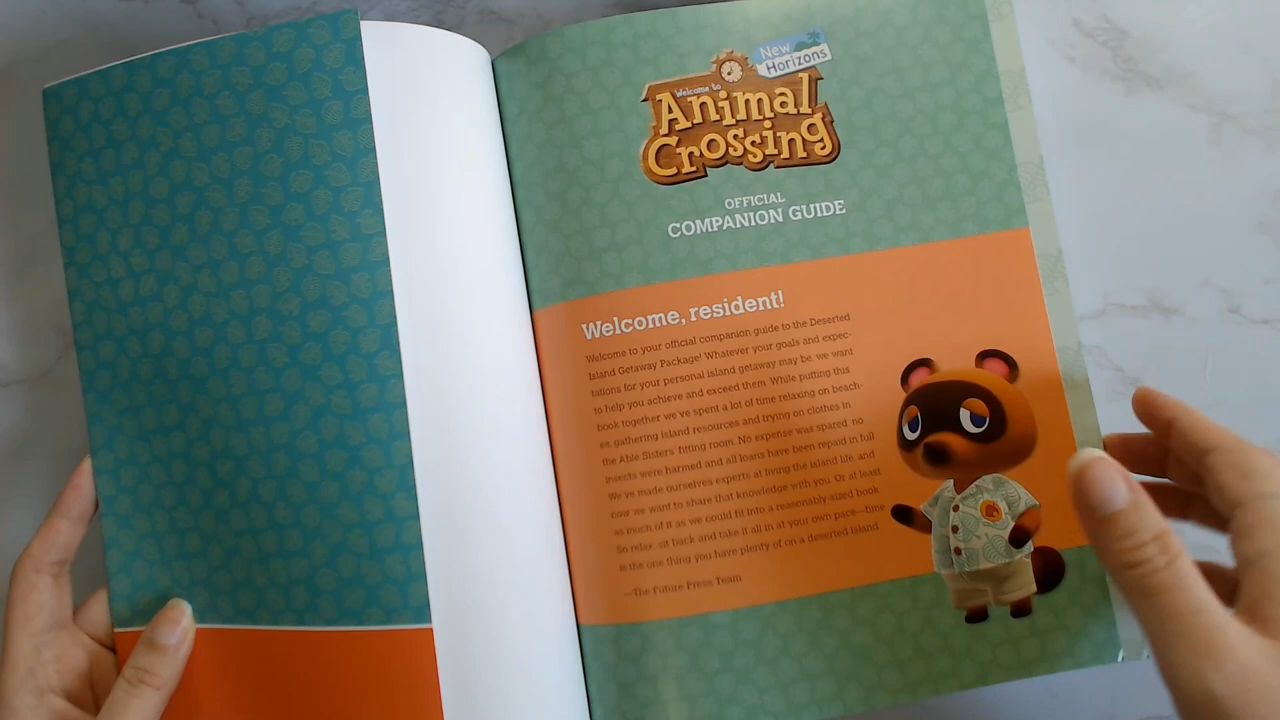 New
Horizons
Welcome to
Animal
Crossing
OFFICIAL
COMPANION GUIDE
Welcome, resident!
Welcome to your official companion guide to the Deserted
Island Getaway Package! Whatever your goals and expec-
tations for your personal island getaway may be, we want
to help you achieve and exceed them. While putting this
book together we've spent a lot of time relaxing on beach-
es, gathering island resources and trying on clothes in
the Able Sisters' fitting room. No expense was spared, no
insects were harmed and all loans have been repaid in full.
We've made ourselves experts at living the island life, and
now we want to share that knowledge with you. Or at least
as much of it as we could fit into a reasonably-sized book.
So relax, sit back and take it all in at your own pace—time
is the one thing you have plenty of on a deserted island.
—The Future Press Team